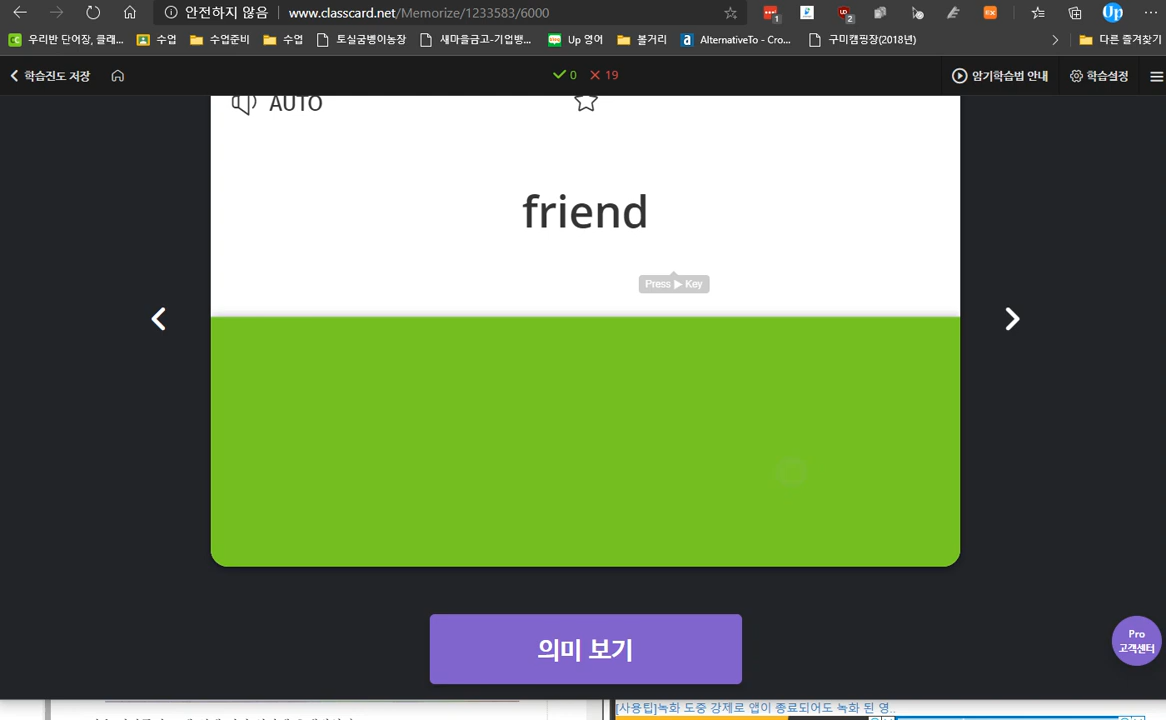 안전하지 않음 www.classcard.net/Memorize/1233583/6000 1 UD 2 Up
우리반 단어장, 클래... 수업 수업준비 수업 토실궁뱅이농장 새마을금고-기업뱅... Up 영어 볼거리 a AlternativeTo - Cro... 구미캠핑장(2018년) 다른 즐겨찾기
학습진도 저장 0 19 암기학습법 안내 학습설정
AUTO
friend
Press Key
의미 보기
Pro
고객센터
[사용팁]녹화 도중 강제로 앱이 종료되어도 녹화 된 영..